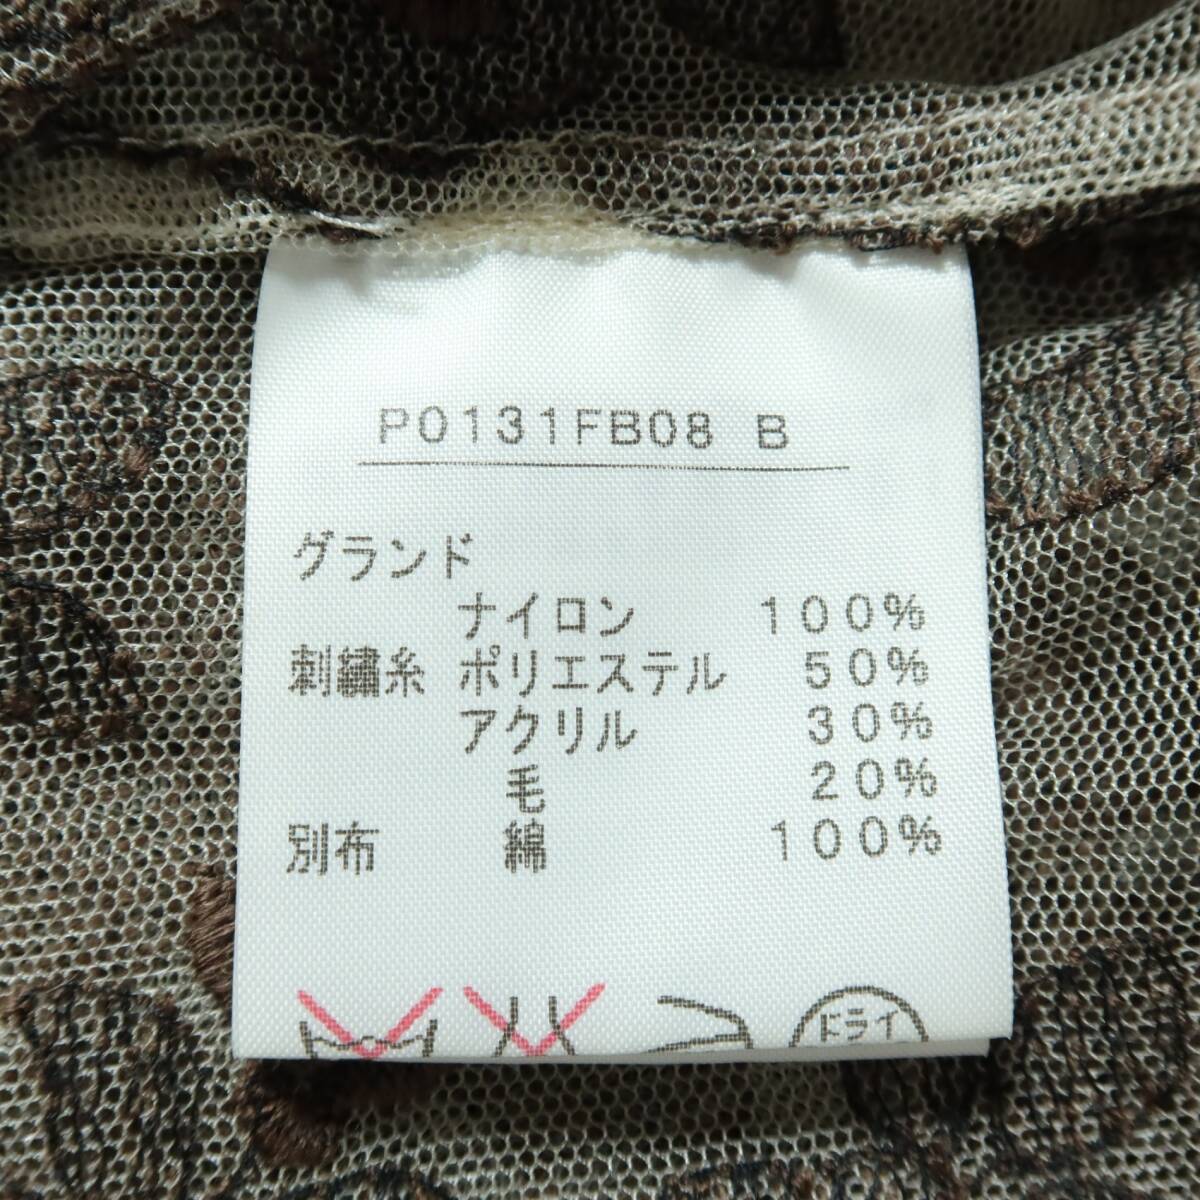 P0131FB08 B
グランド
ナイロン 100%
刺繍糸 ポリエステル 50%
アクリル 30%
毛 20%
別布 綿 100%
ドライ